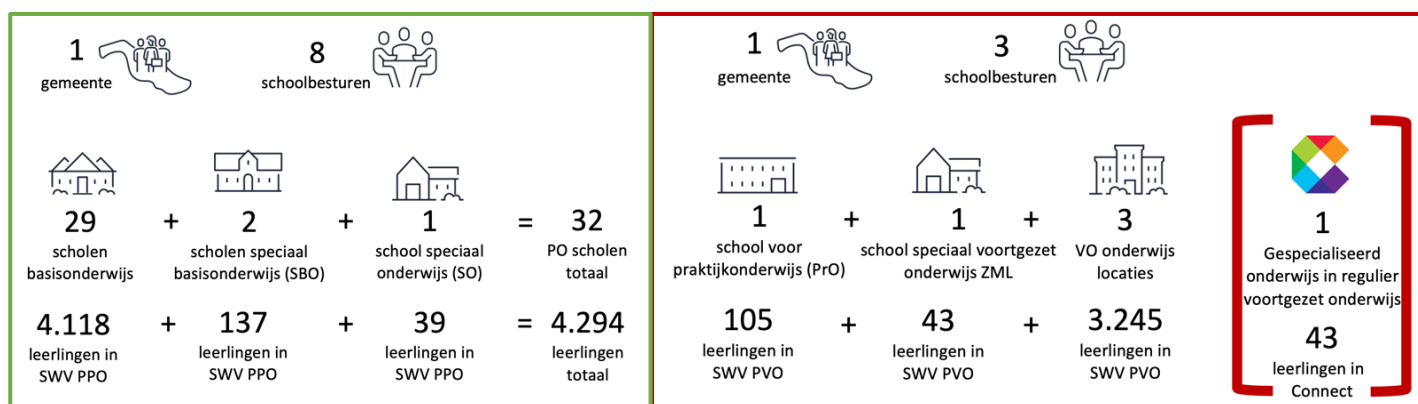 1
gemeente
8
schoolbesturen
29 + 2 + 1 = 32
scholen
basisonderwijs
scholen speciaal
basisonderwijs (SBO)
school speciaal
onderwijs (SO)
PO scholen
totaal
4.118 + 137 + 39 = 4.294
leerlingen in
SWV PPO
leerlingen in
SWV PPO
leerlingen in
SWV PPO
leerlingen
totaal
1
gemeente
3
schoolbesturen
1 + 1 + 3
school voor
praktijkonderwijs (PrO)
school speciaal voortgezet
onderwijs ZML
VO onderwijs
locaties
105 + 43 + 3.245
leerlingen in
SWV PVO
leerlingen in
SWV PVO
leerlingen in
SWV PVO
1
Gespecialiseerd
onderwijs in regulier
voortgezet onderwijs
43
leerlingen in
Connect